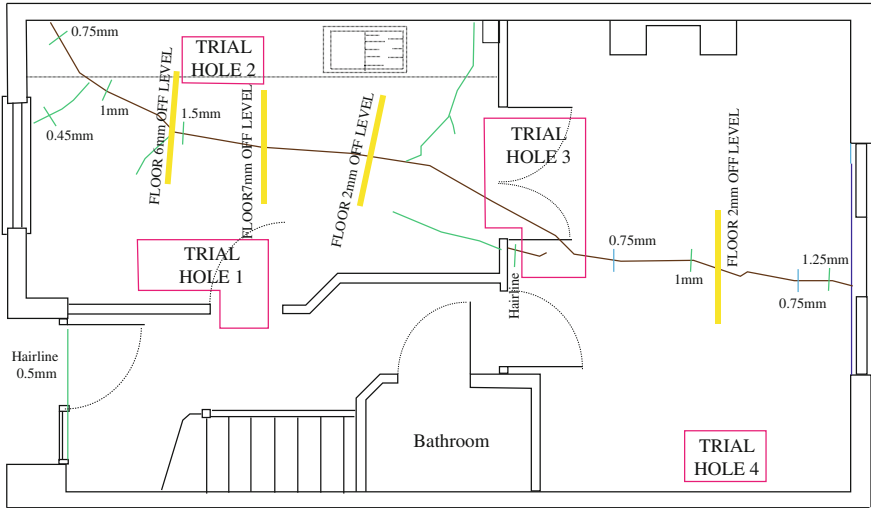 0.75mm
TRIAL
HOLE 2
1mm
0.45mm
FLOOR 6mm OFF LEVEL
1.5mm
FLOOR7mm OFF LEVEL
FLOOR 2mm OFF LEVEL
TRIAL
HOLE 3
FLOOR 2mm OFF LEVEL
TRIAL
HOLE 1
Hairline
0.75mm
1mm
1.25mm
0.75mm
Hairline
0.5mm
Bathroom
TRIAL
HOLE 4